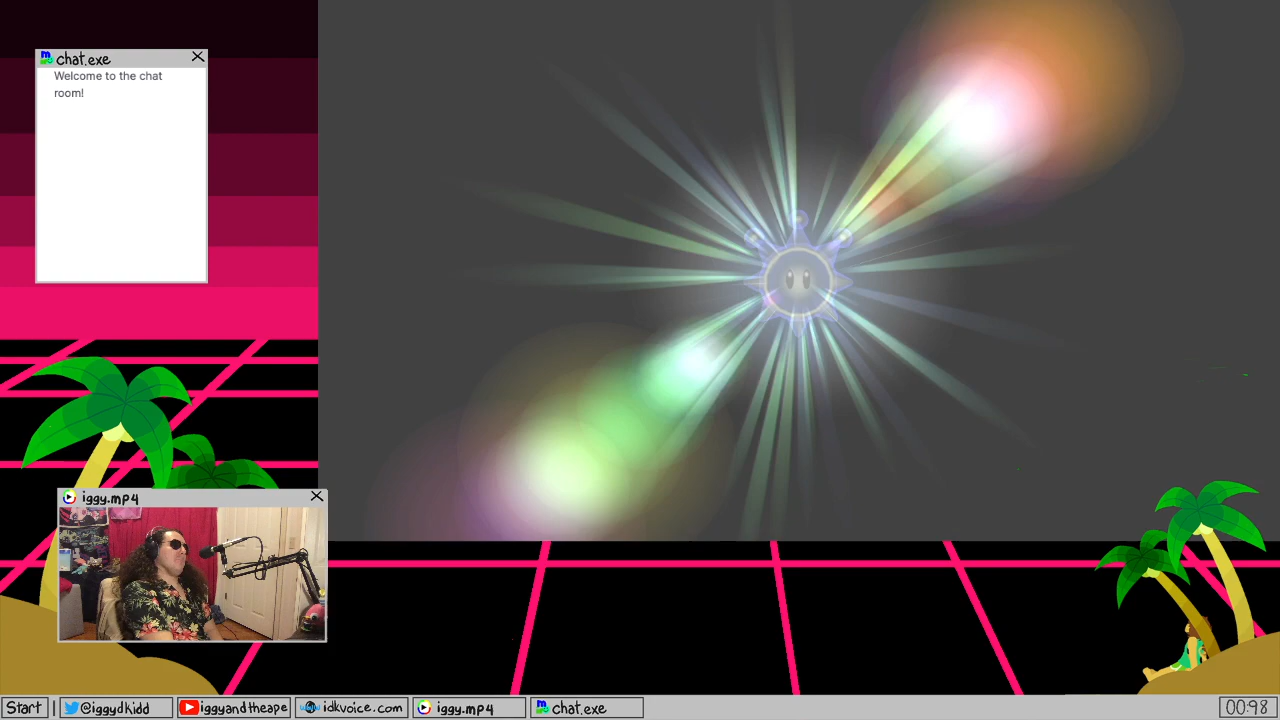 chat.exe
Welcome to the chat
room!
iggy.mp4
Start
@iggydkidd
iggyandtheape
www
idkvoice.com
iggy.mp4
chat.exe
00:98